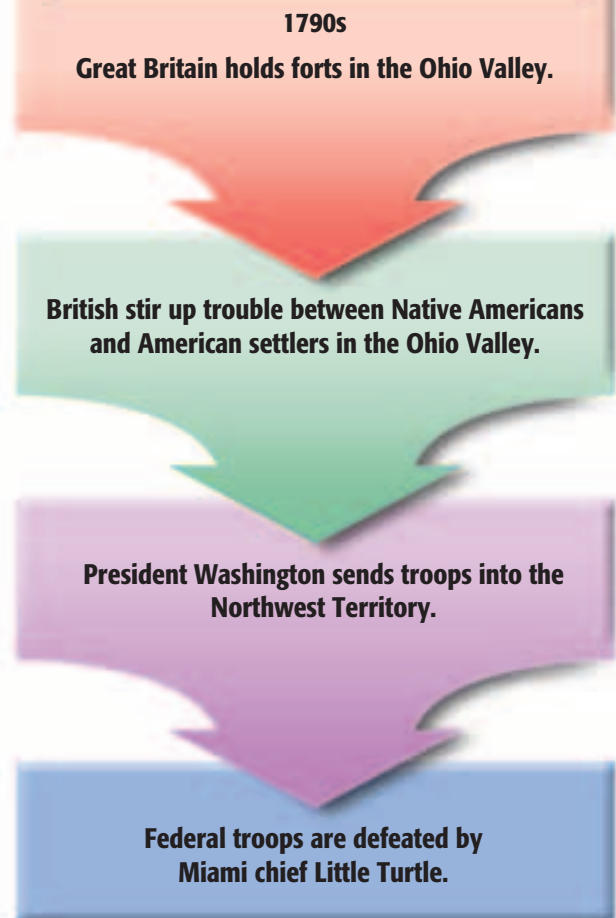 1790s
Great Britain holds forts in the Ohio Valley.
British stir up trouble between Native Americans
and American settlers in the Ohio Valley.
President Washington sends troops into the
Northwest Territory.
Federal troops are defeated by
Miami chief Little Turtle.